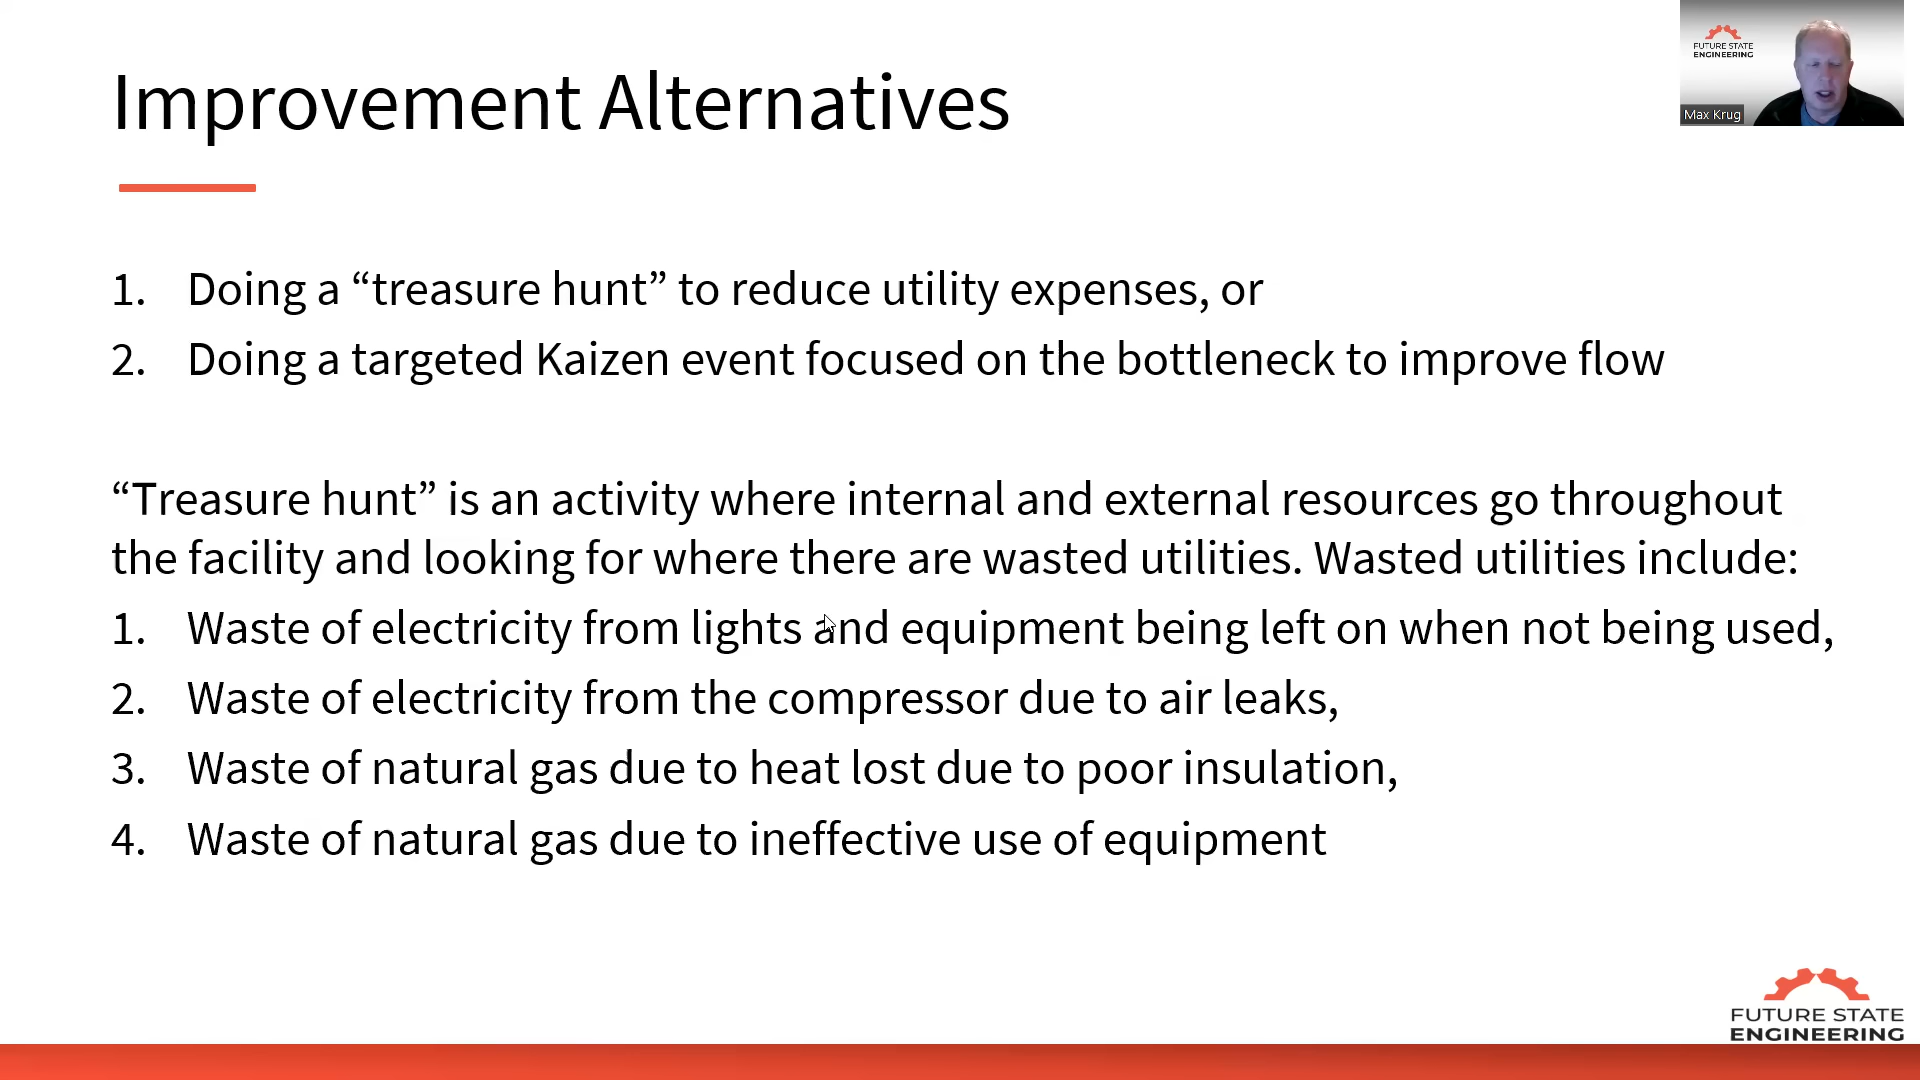 Improvement Alternatives
FUTURE STATE
ENGINEERING
Max Krug
1. Doing a “treasure hunt” to reduce utility expenses, or
2. Doing a targeted Kaizen event focused on the bottleneck to improve flow
“Treasure hunt” is an activity where internal and external resources go throughout
the facility and looking for where there are wasted utilities. Wasted utilities include:
1. Waste of electricity from lights and equipment being left on when not being used,
2. Waste of electricity from the compressor due to air leaks,
3. Waste of natural gas due to heat lost due to poor insulation,
4. Waste of natural gas due to ineffective use of equipment
FUTURE STATE
ENGINEERING